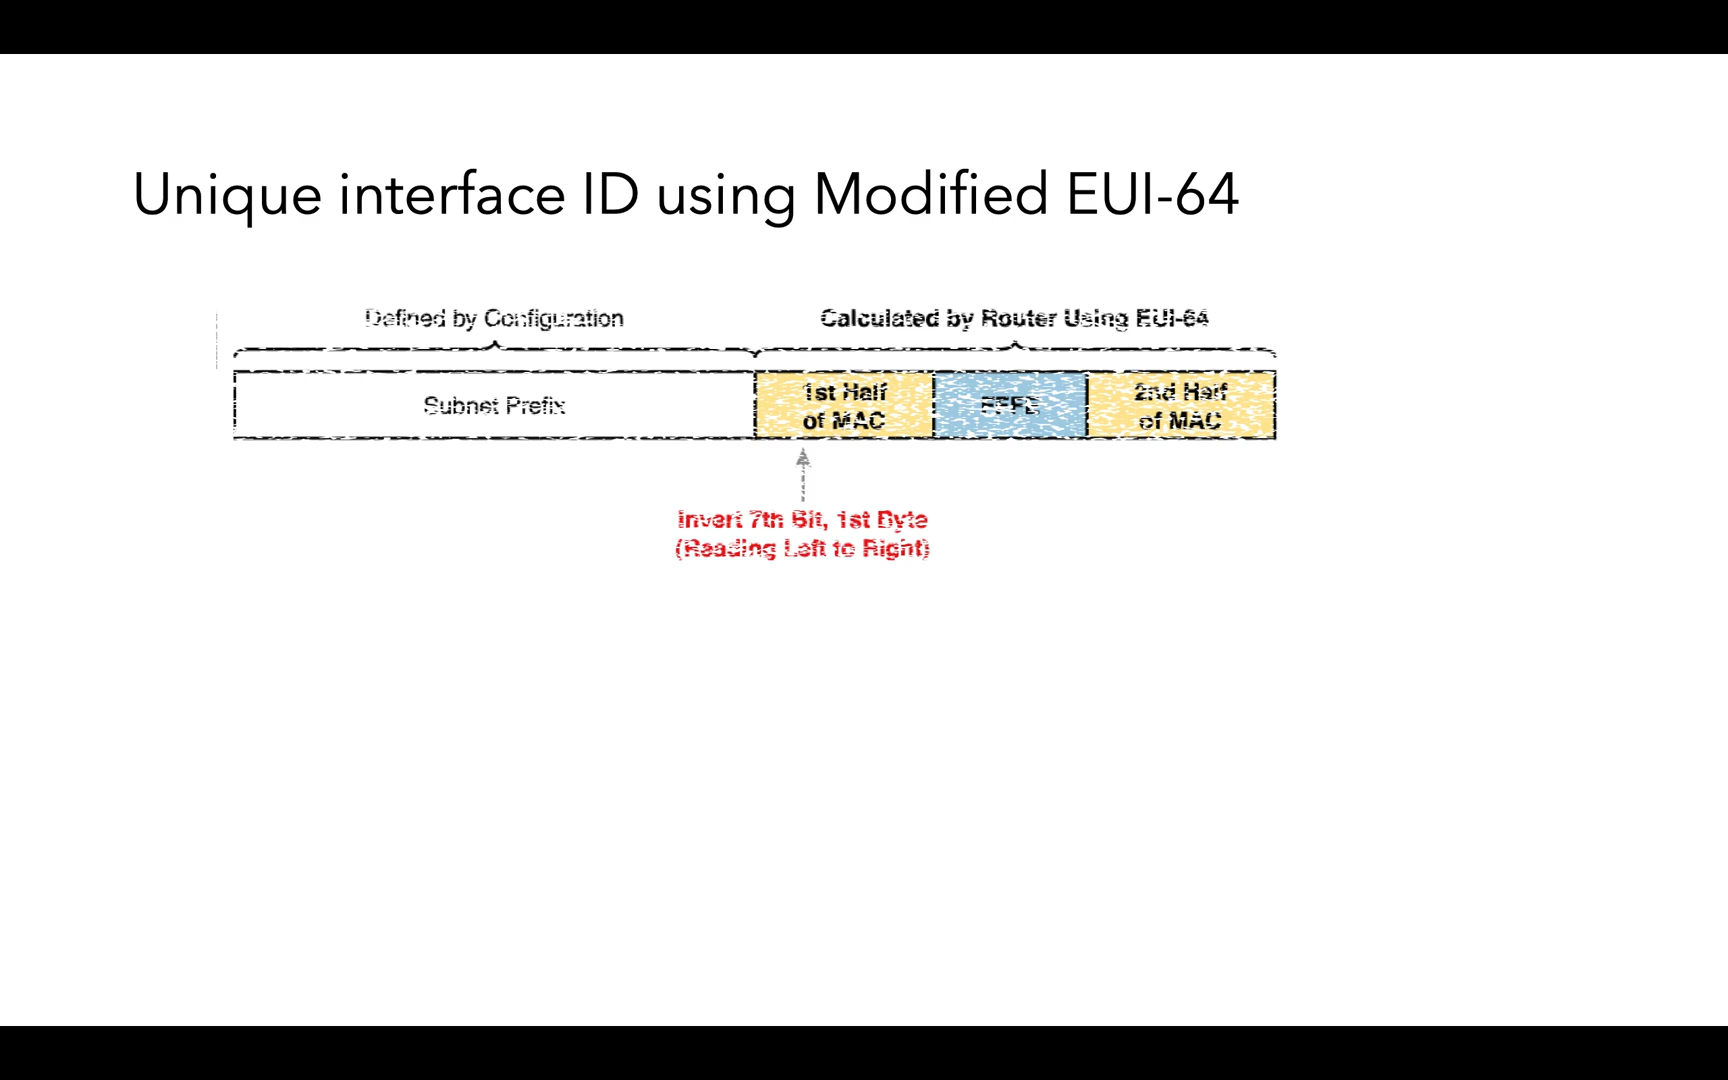 Unique interface ID using Modified EUI-64
Defined by Configuration
Calculated by Router Using EUI-64
Subnet Prefix
1st Half
of MAC
FFFE
2nd Half
of MAC
Invert 7th Bit, 1st Byte
(Reading Left to Right)